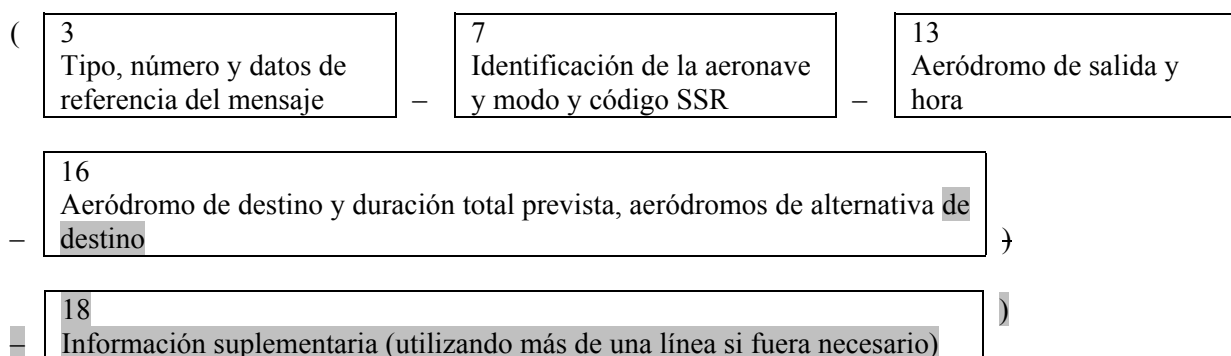 ( 3 7 13
Tipo, número y datos de Identificación de la aeronave Aeródromo de salida y
referencia del mensaje – y modo y código SSR – hora
16
Aeródromo de destino y duración total prevista, aeródromos de alternativa de
– destino )
18 )
– Información suplementaria (utilizando más de una línea si fuera necesario)